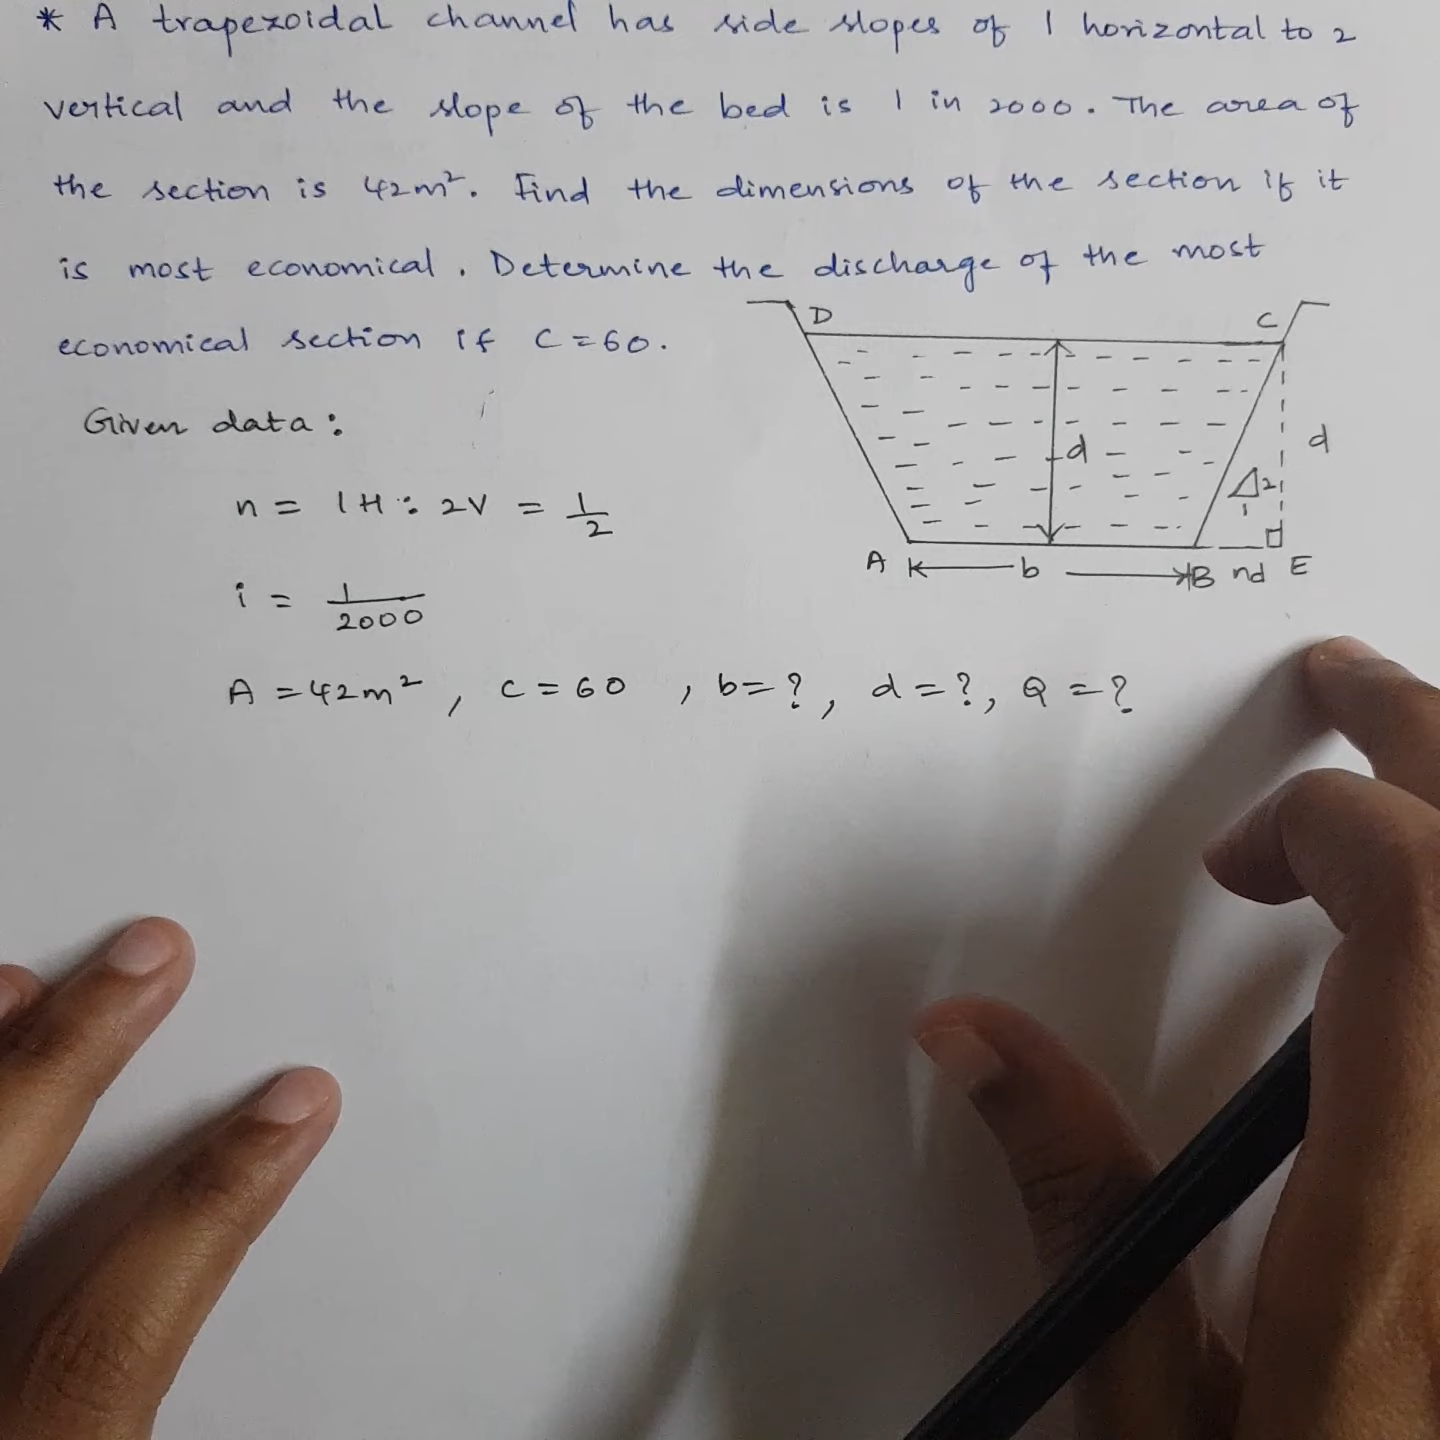 * A trapezoidal channel has side slopes of 1 horizontal to 2
vertical and the slope of the bed is 1 in 2000. The area of
the section is 42m². Find the dimensions of the section if it
is most economical. Determine the discharge of the most
economical section if C=60.
D
C
Given data:
d
d
n = 1H : 2V = 1/2
2
1
A
b
B
nd
E
i = 1/2000
A = 42m², C = 60, b=?, d=?, Q=?